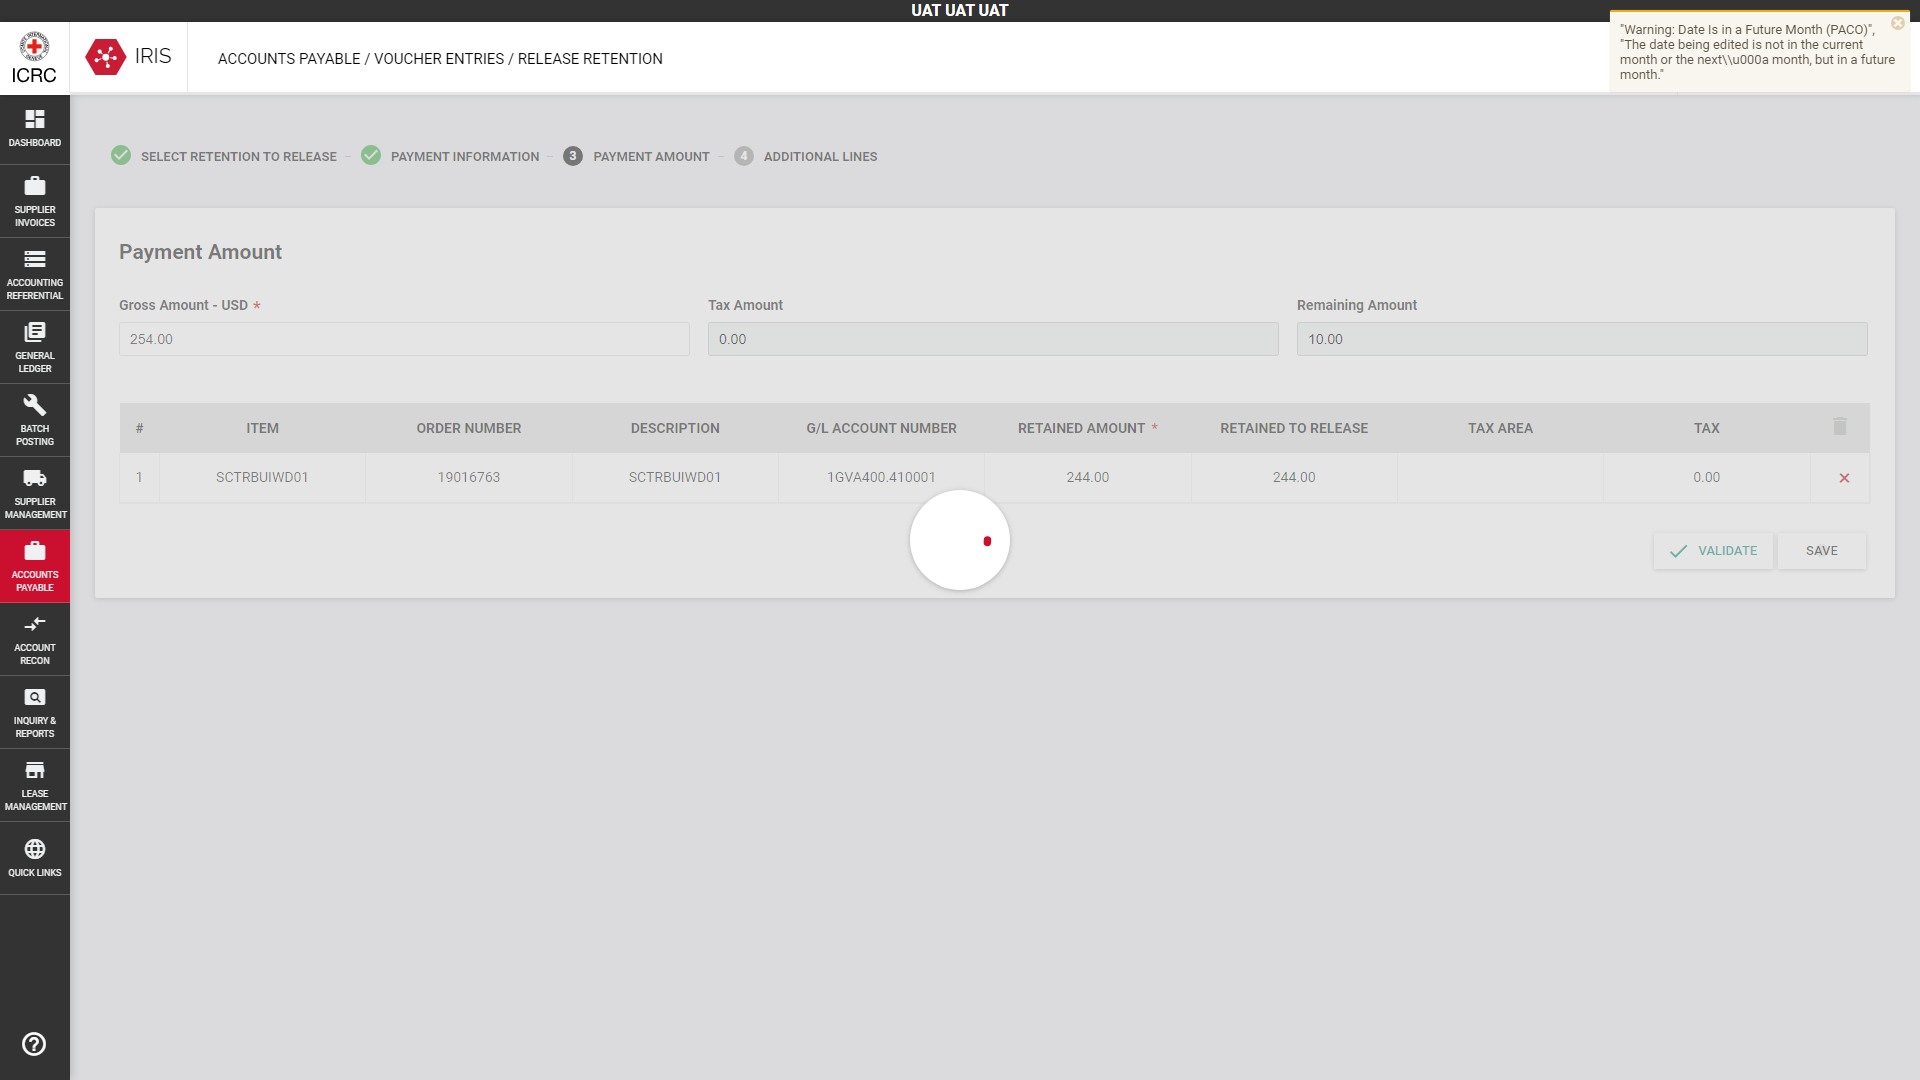 UAT UAT UAT
ICRC
IRIS
ACCOUNTS PAYABLE / VOUCHER ENTRIES / RELEASE RETENTION
"Warning: Date Is in a Future Month (PACO)",
"The date being edited is not in the current
month or the next\\u000a month, but in a future
month."
DASHBOARD
SUPPLIER
INVOICES
ACCOUNTING
REFERENTIAL
GENERAL
LEDGER
BATCH
POSTING
SUPPLIER
MANAGEMENT
ACCOUNTS
PAYABLE
ACCOUNT
RECON
INQUIRY &
REPORTS
LEASE
MANAGEMENT
QUICK LINKS
SELECT RETENTION TO RELEASE
PAYMENT INFORMATION
3 PAYMENT AMOUNT
4 ADDITIONAL LINES
Payment Amount
Gross Amount - USD * Tax Amount Remaining Amount
254.00 0.00 10.00
# ITEM ORDER NUMBER DESCRIPTION G/L ACCOUNT NUMBER RETAINED AMOUNT * RETAINED TO RELEASE TAX AREA TAX
1 SCTRBUIWD01 19016763 SCTRBUIWD01 1GVA400.410001 244.00 244.00 0.00
VALIDATE SAVE